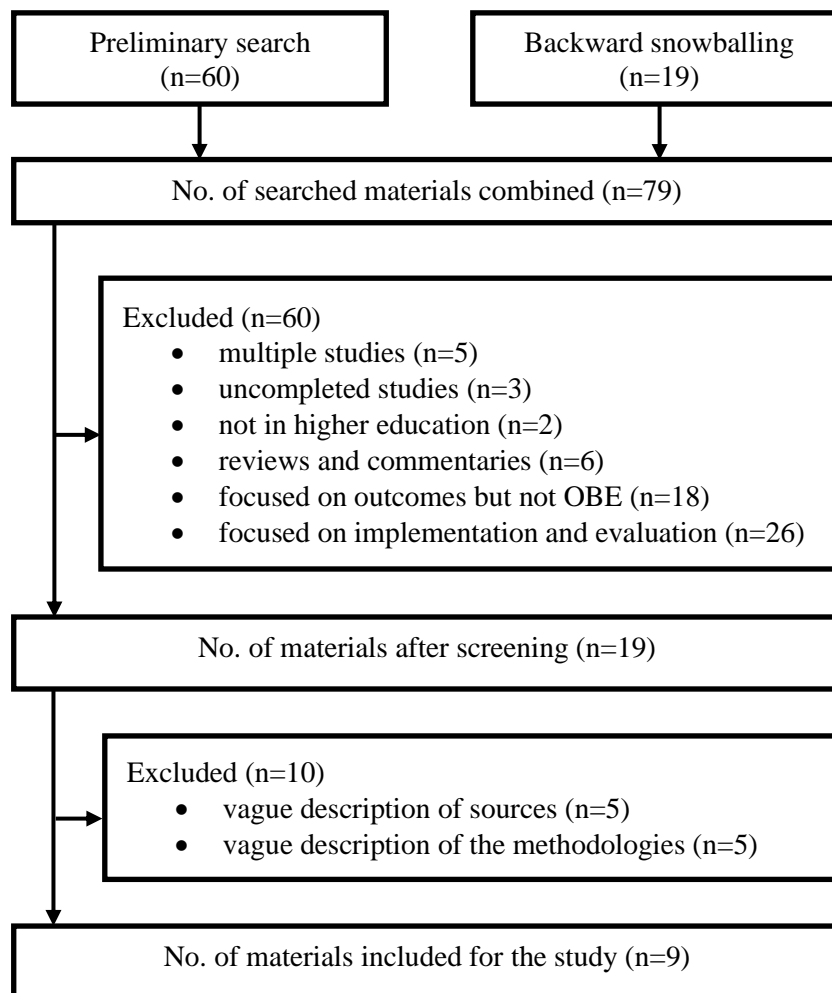 Preliminary search
(n=60)
Backward snowballing
(n=19)
No. of searched materials combined (n=79)
Excluded (n=60)
• multiple studies (n=5)
• uncompleted studies (n=3)
• not in higher education (n=2)
• reviews and commentaries (n=6)
• focused on outcomes but not OBE (n=18)
• focused on implementation and evaluation (n=26)
No. of materials after screening (n=19)
Excluded (n=10)
• vague description of sources (n=5)
• vague description of the methodologies (n=5)
No. of materials included for the study (n=9)